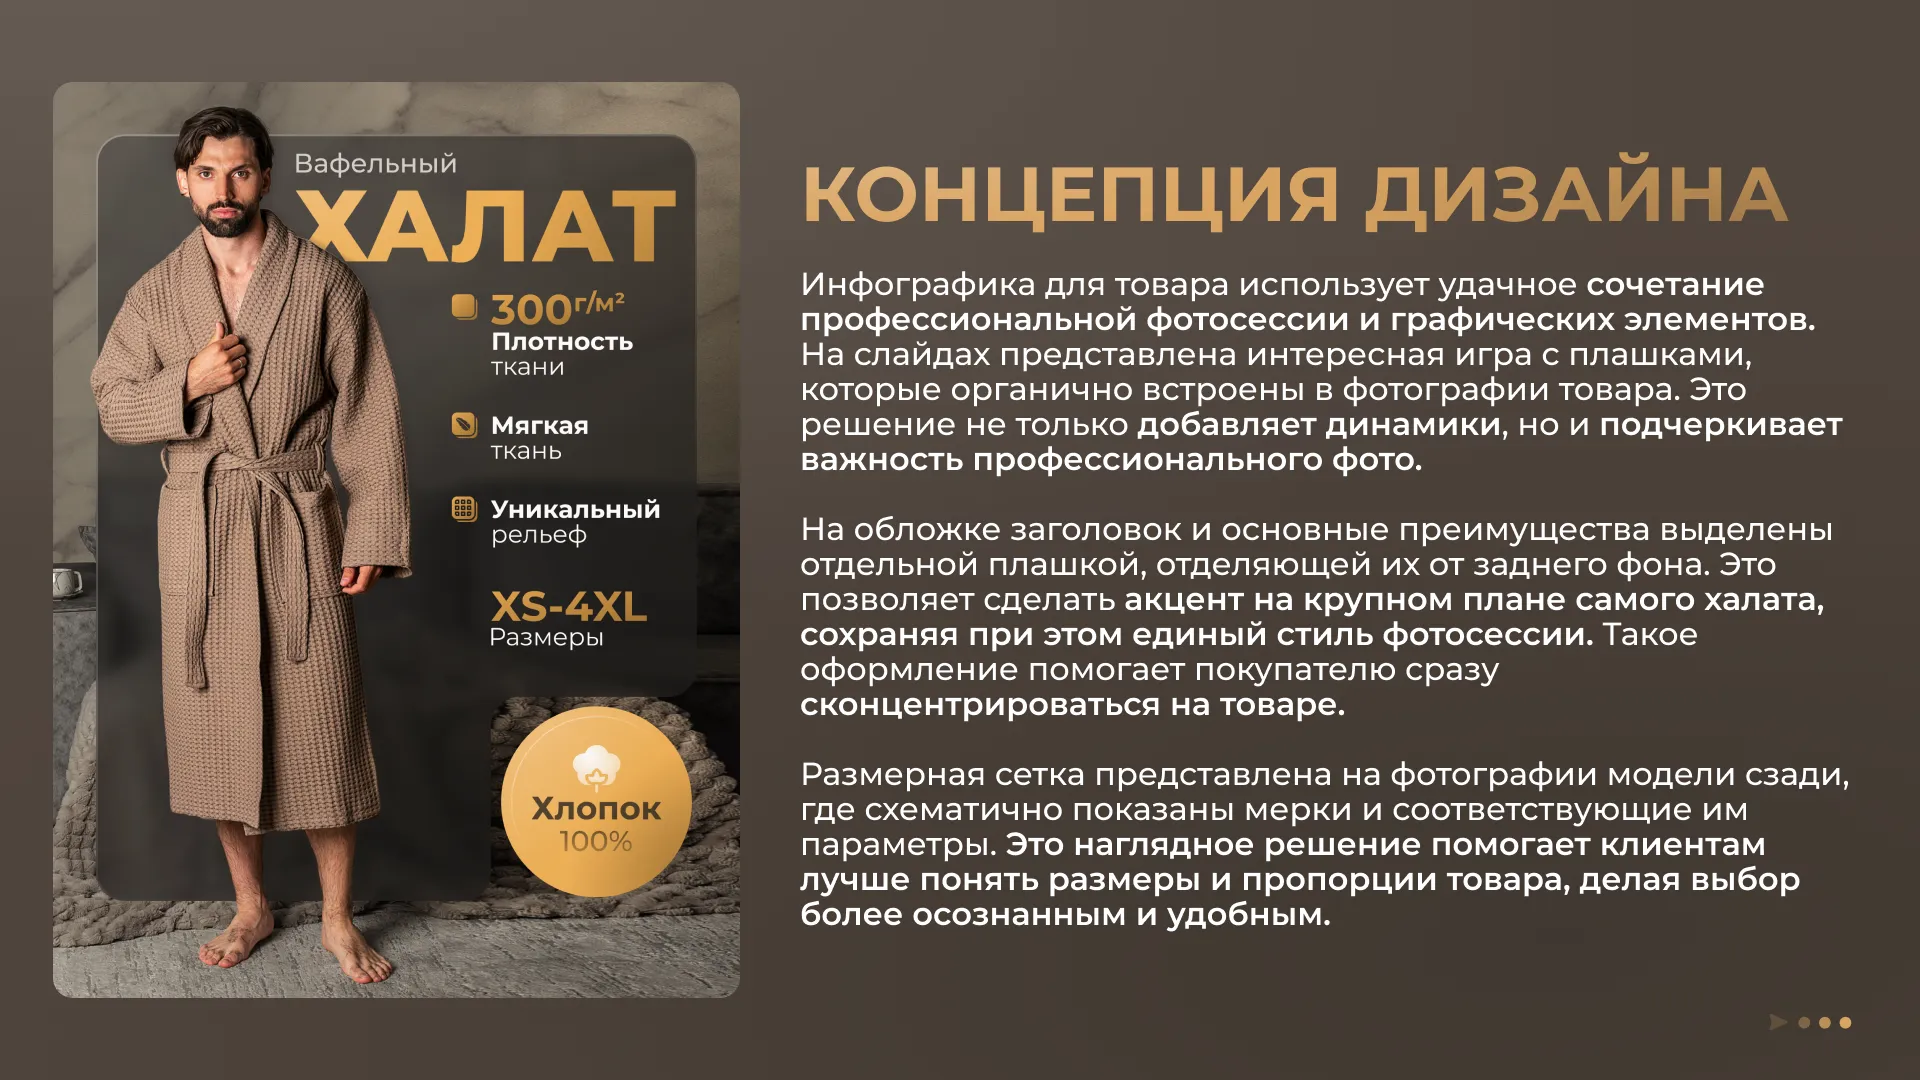 Вафельный
ХАЛАТ
300г/м²
Плотность
ткани
Мягкая
ткань
Уникальный
рельеф
XS-4XL
Размеры
Хлопок
100%
КОНЦЕПЦИЯ ДИЗАЙНА
Инфографика для товара использует удачное сочетание
профессиональной фотосессии и графических элементов.
На слайдах представлена интересная игра с плашками,
которые органично встроены в фотографии товара. Это
решение не только добавляет динамики, но и подчеркивает
важность профессионального фото.
На обложке заголовок и основные преимущества выделены
отдельной плашкой, отделяющей их от заднего фона. Это
позволяет сделать акцент на крупном плане самого халата,
сохраняя при этом единый стиль фотосессии. Такое
оформление помогает покупателю сразу
сконцентрироваться на товаре.
Размерная сетка представлена на фотографии модели сзади,
где схематично показаны мерки и соответствующие им
параметры. Это наглядное решение помогает клиентам
лучше понять размеры и пропорции товара, делая выбор
более осознанным и удобным.